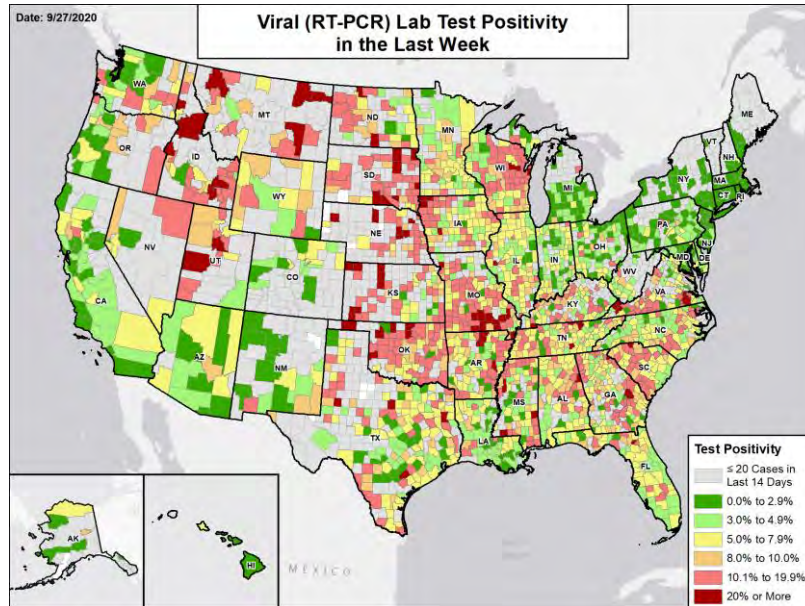 Date: 9/27/2020
Viral (RT-PCR) Lab Test Positivity
in the Last Week
WA
MT
ND
MN
ME
VT
NH
OR
ID
SD
WI
NY
MA
CT
RI
MI
WY
IA
PA
NJ
NE
OH
MD
DE
NV
UT
IL
IN
WV
CO
VA
CA
KS
MO
KY
NC
TN
AZ
OK
AR
SC
NM
MS
AL
GA
TX
LA
FL
AK
HI
MEXICO
Test Positivity
≤ 20 Cases in
Last 14 Days
0.0% to 2.9%
3.0% to 4.9%
5.0% to 7.9%
8.0% to 10.0%
10.1% to 19.9%
20% or More